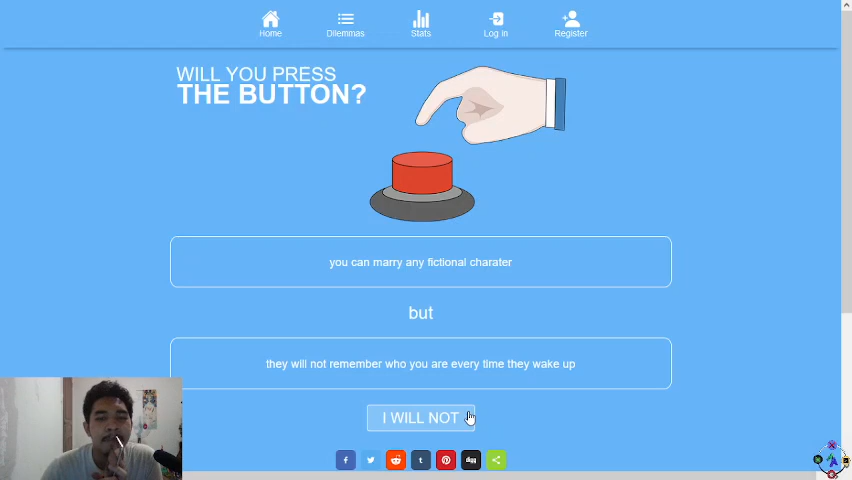 Home
Dilemmas
Stats
Log in
Register
WILL YOU PRESS
THE BUTTON?
you can marry any fictional charater
but
they will not remember who you are every time they wake up
I WILL NOT
digg